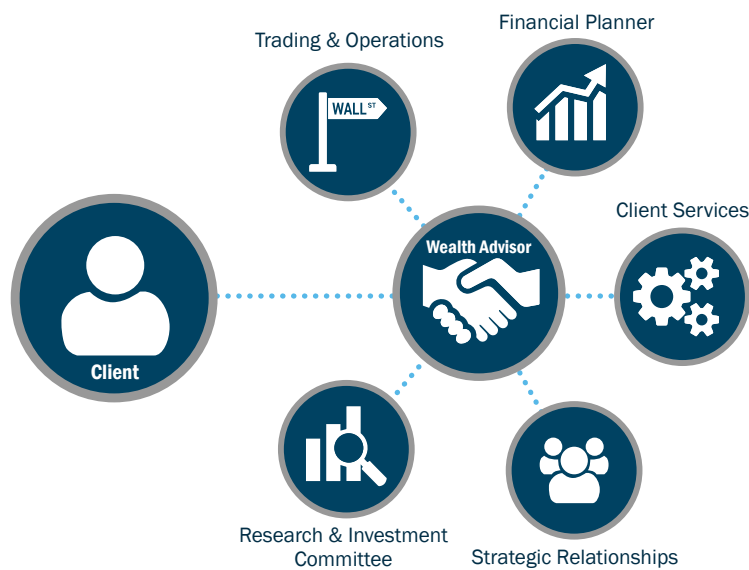 Financial Planner
Trading & Operations
WALL ST
Client Services
Wealth Advisor
Client
Research & Investment
Committee
Strategic Relationships